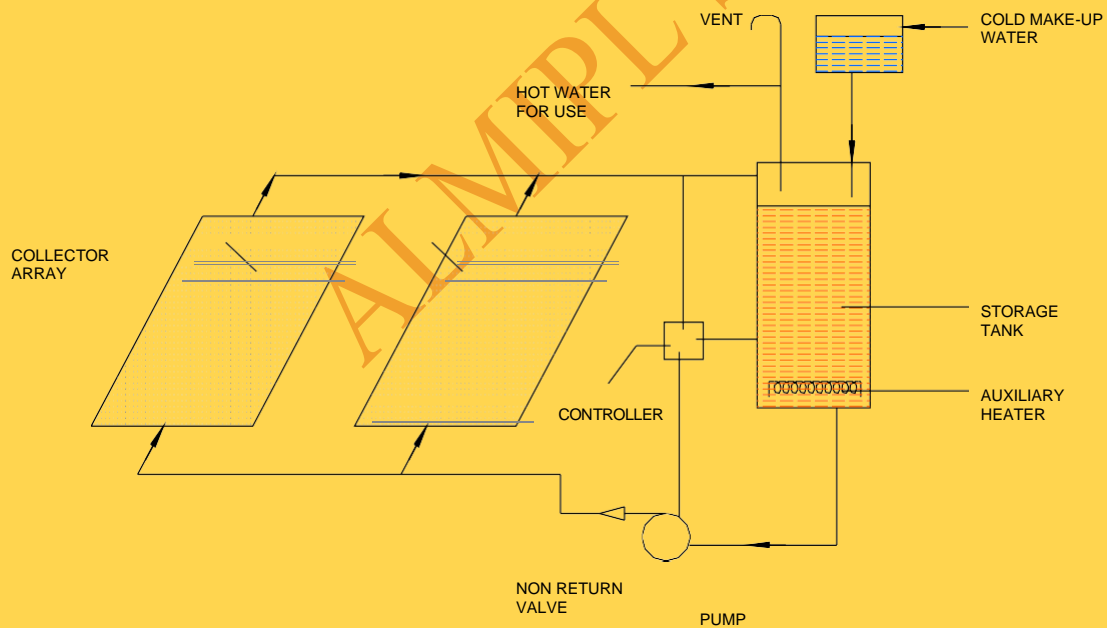 VENT
COLD MAKE-UP
WATER
HOT WATER
FOR USE
COLLECTOR
ARRAY
STORAGE
TANK
AUXILIARY
HEATER
CONTROLLER
NON RETURN
VALVE
PUMP
ALMIPL